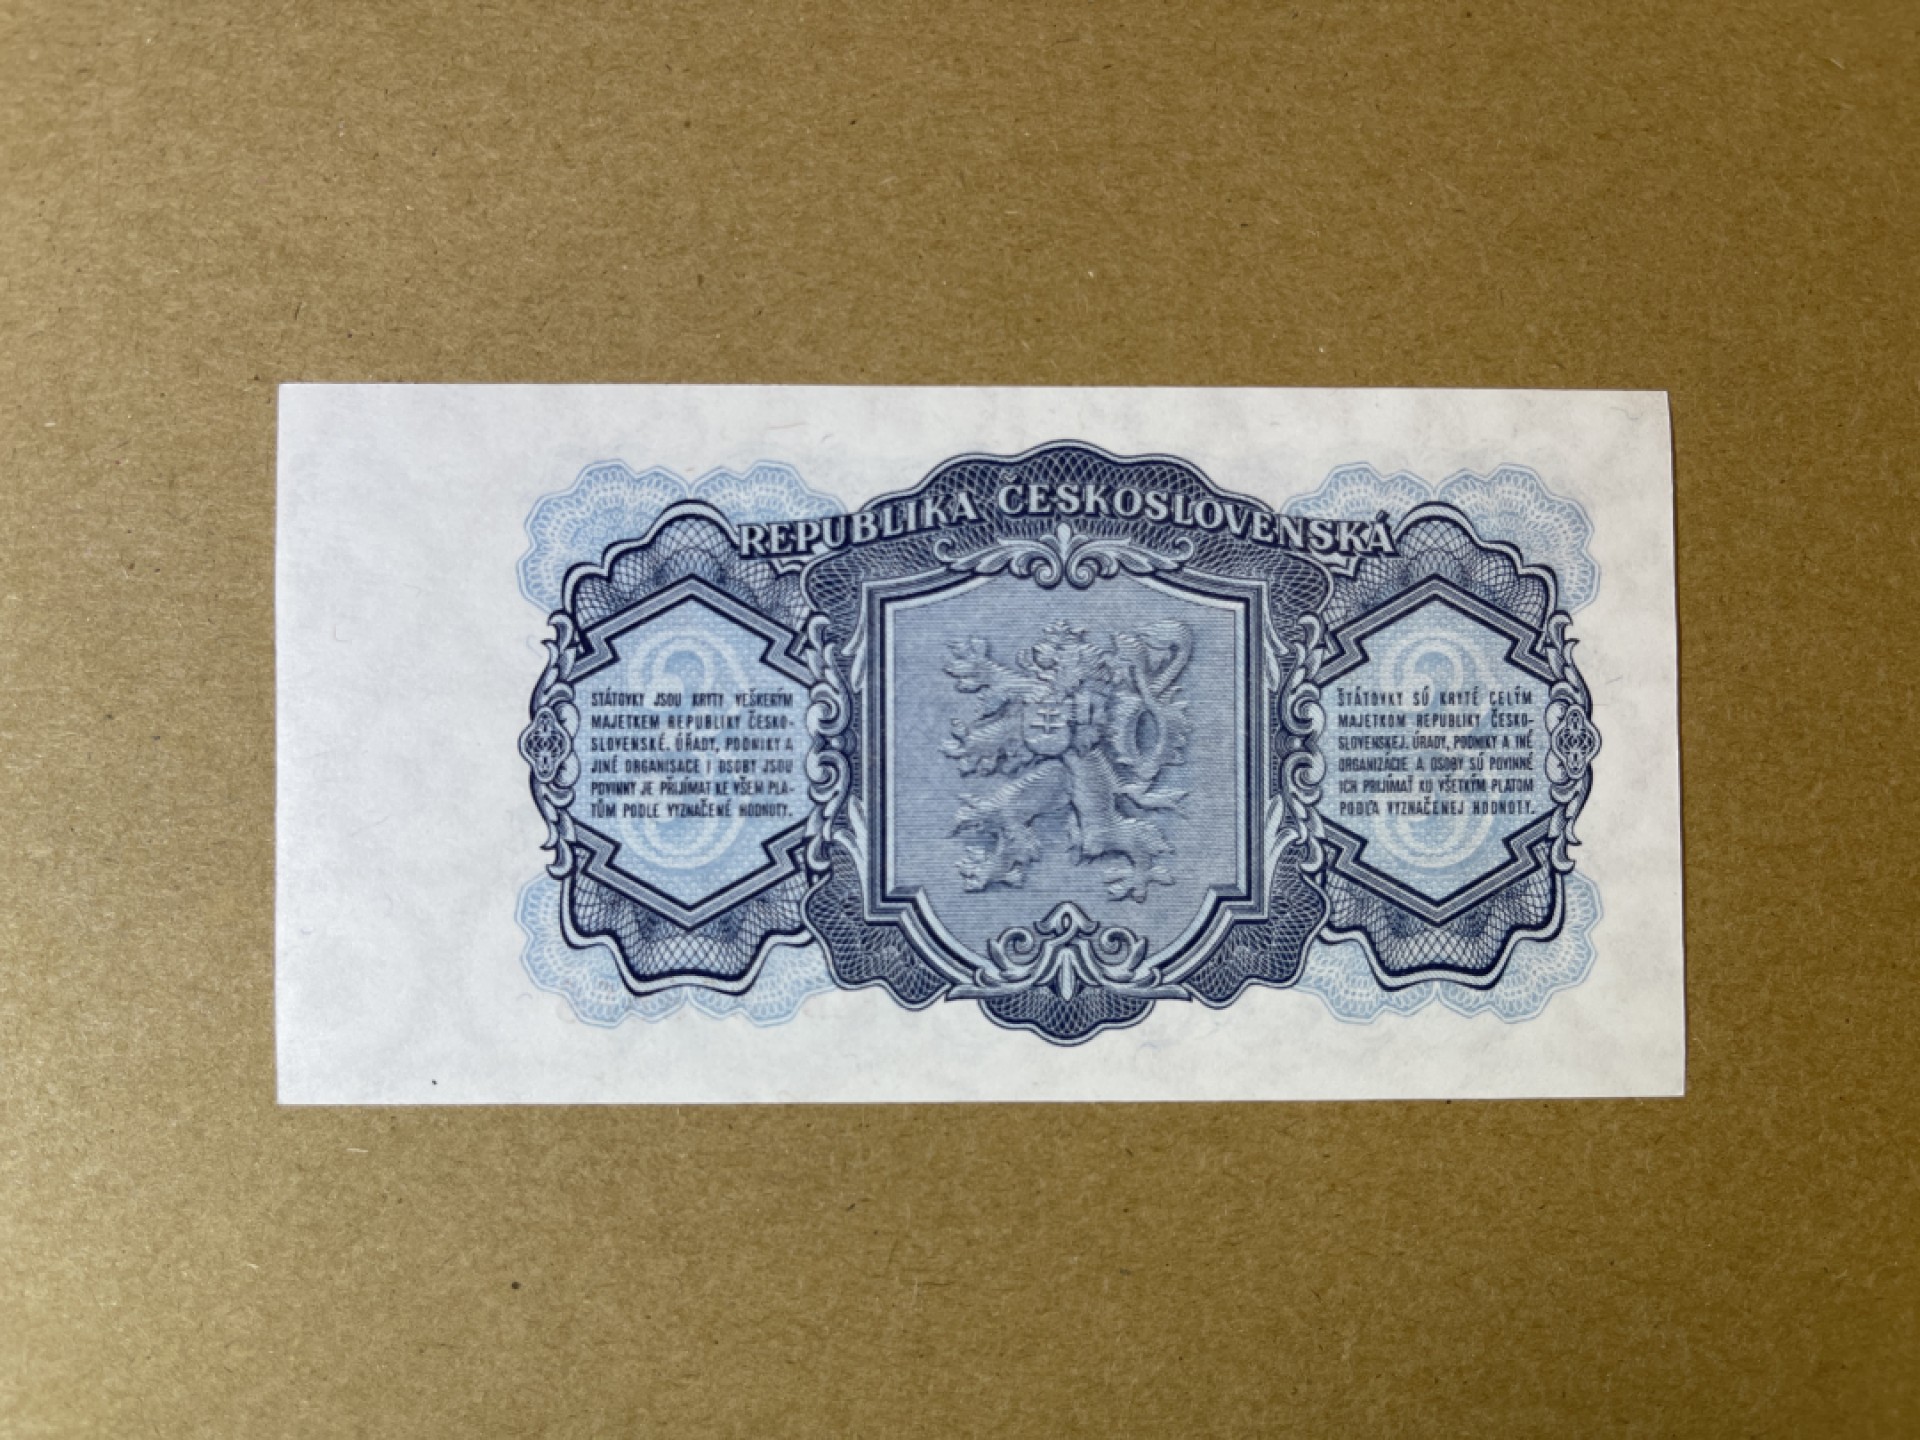 REPUBLIKA ČESKOSLOVENSKÁ
STÁTOVKY JSOU KRYTY VEŠKERÝM
MAJETKEM REPUBLIKY ČESKO-
SLOVENSKÉ. ÚŘADY, PODNIKY A
JINÉ ORGANISACE I OSOBY JSOU
POVINNY JE PŘIJÍMAT KE VŠEM PLA-
TŮM PODLE VYZNAČENÉ HODNOTY.
3
ŠTÁTOVKY SÚ KRYTÉ CELÝM
MAJETKOM REPUBLIKY ČESKO-
SLOVENSKEJ. ÚRADY, PODNIKY A INÉ
ORGANIZÁCIE A OSOBY SÚ POVINNÉ
ICH PRIJÍMAŤ KU VŠETKÝM PLATOM
PODĽA VYZNAČENEJ HODNOTY.
3